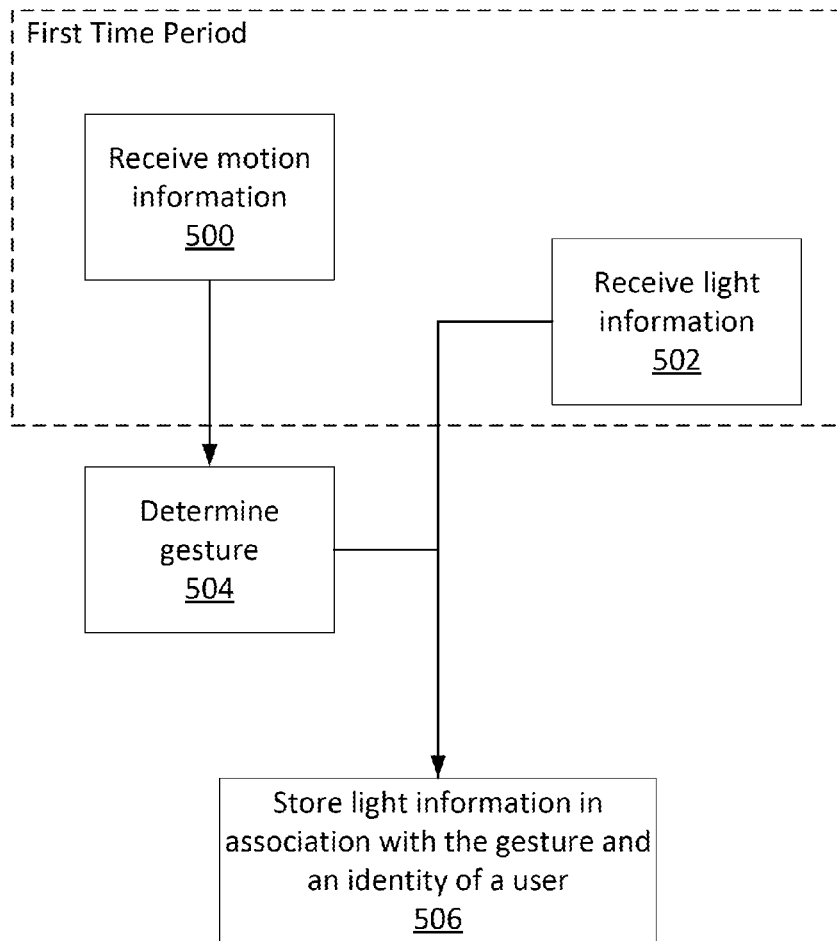 First Time Period
Receive motion
information
500
Receive light
information
502
Determine
gesture
504
Store light information in
association with the gesture and
an identity of a user
506